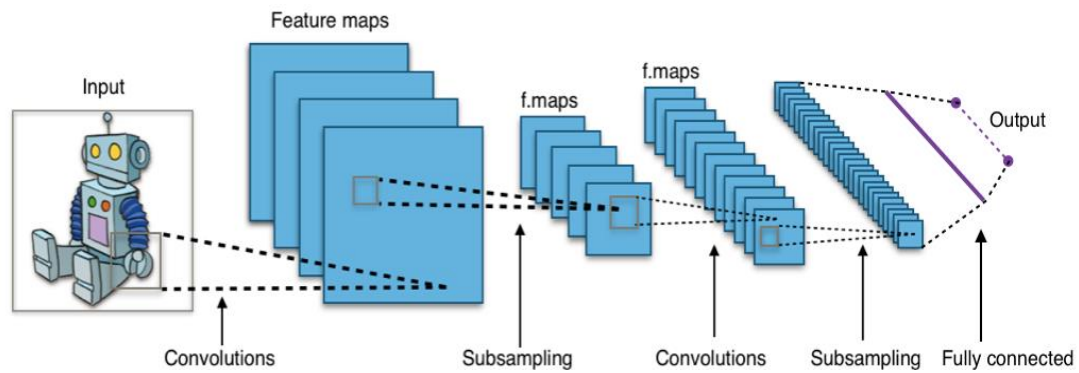 Feature maps
Input
f.maps
f.maps
Output
Convolutions
Subsampling
Convolutions
Subsampling
Fully connected